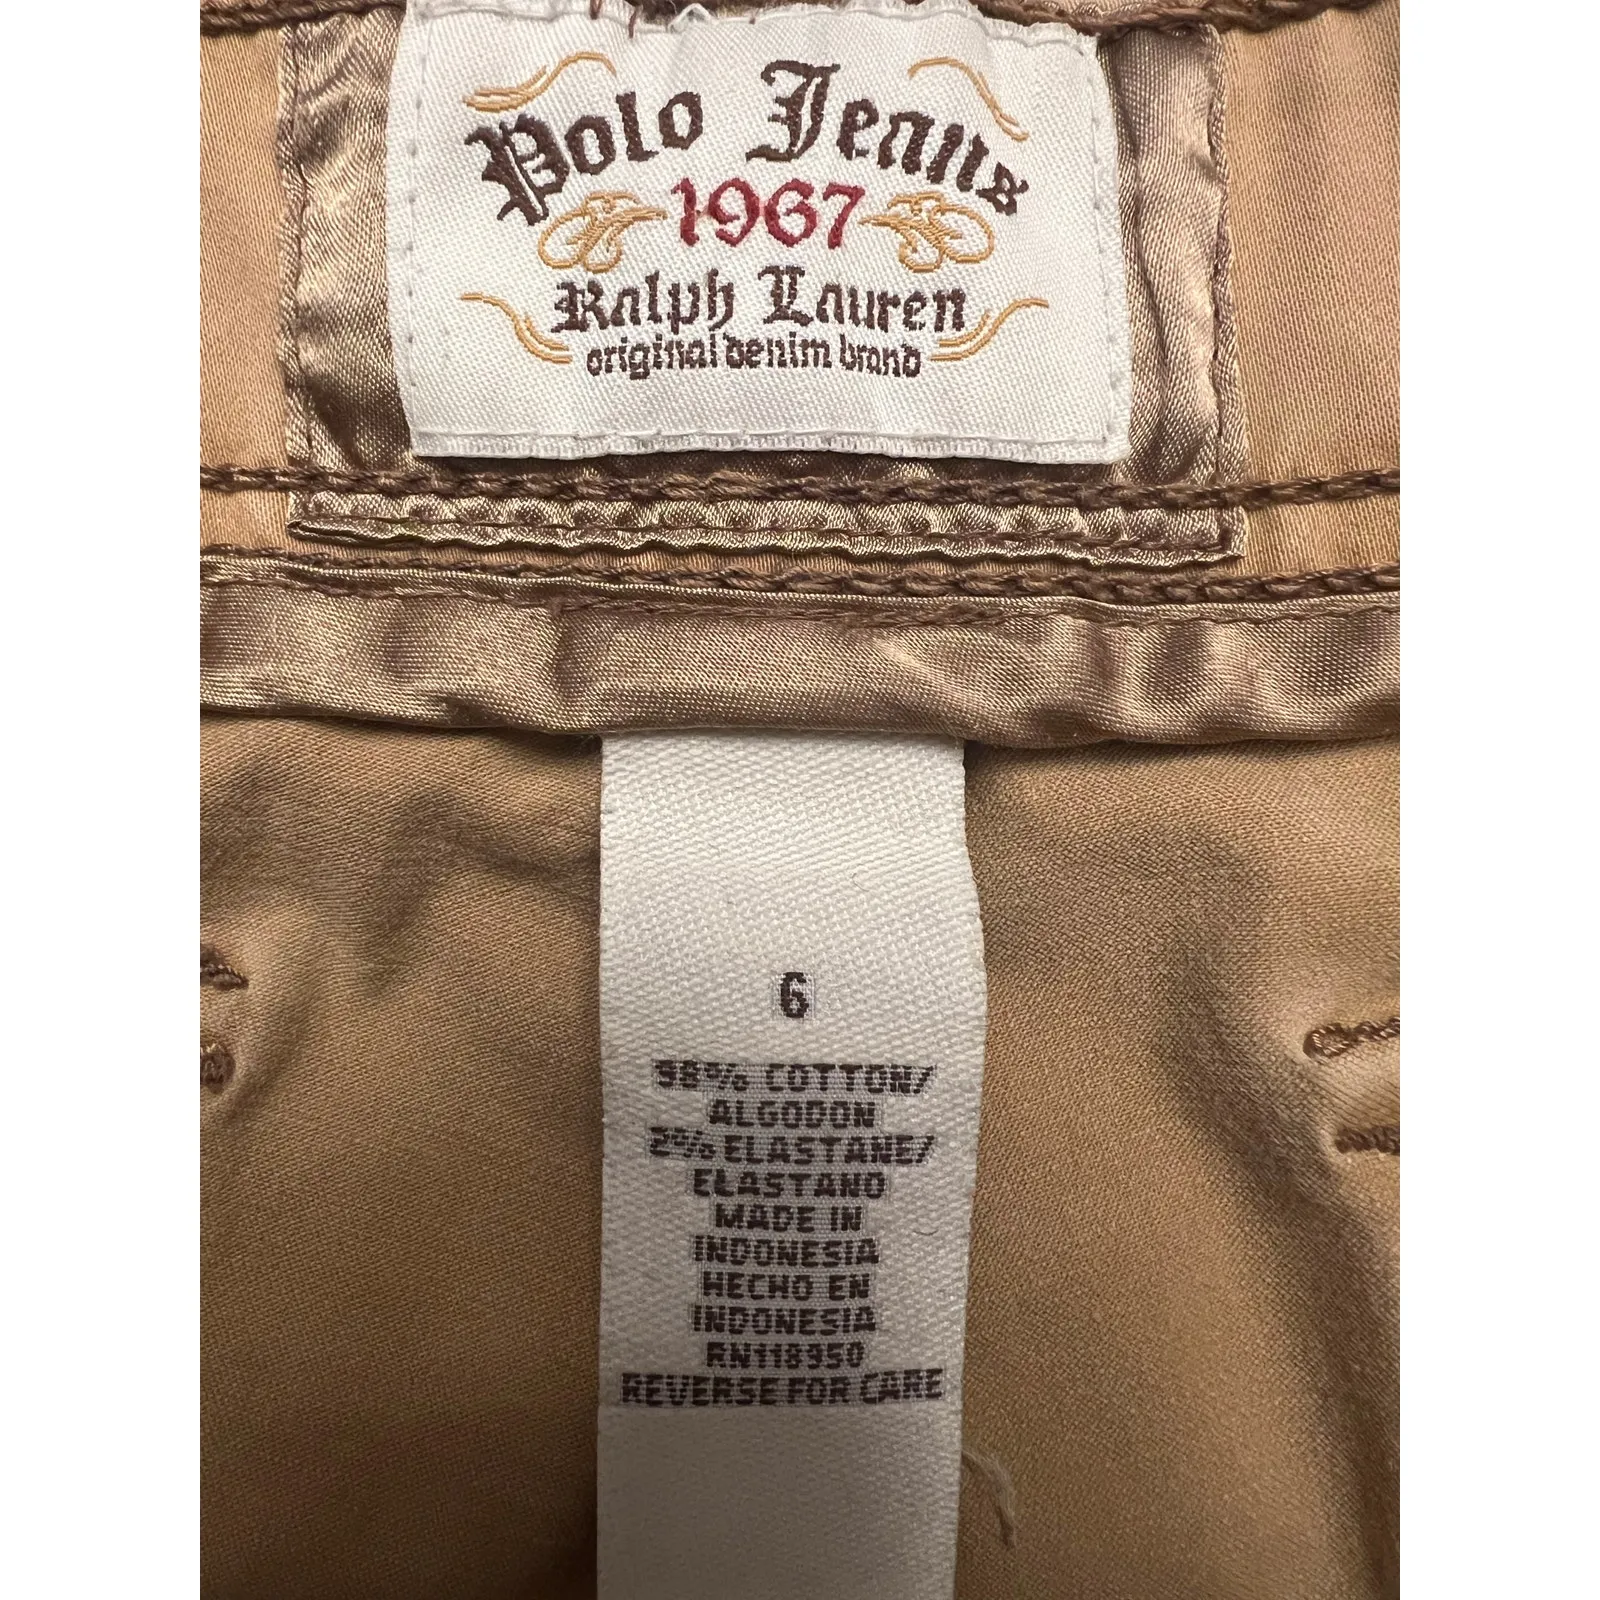 Polo Jeans
1967
Ralph Lauren
original denim brand
6
98% COTTON/
ALGODON
2% ELASTANE/
ELASTANO
MADE IN
INDONESIA
HECHO EN
INDONESIA
RN118950
REVERSE FOR CARE